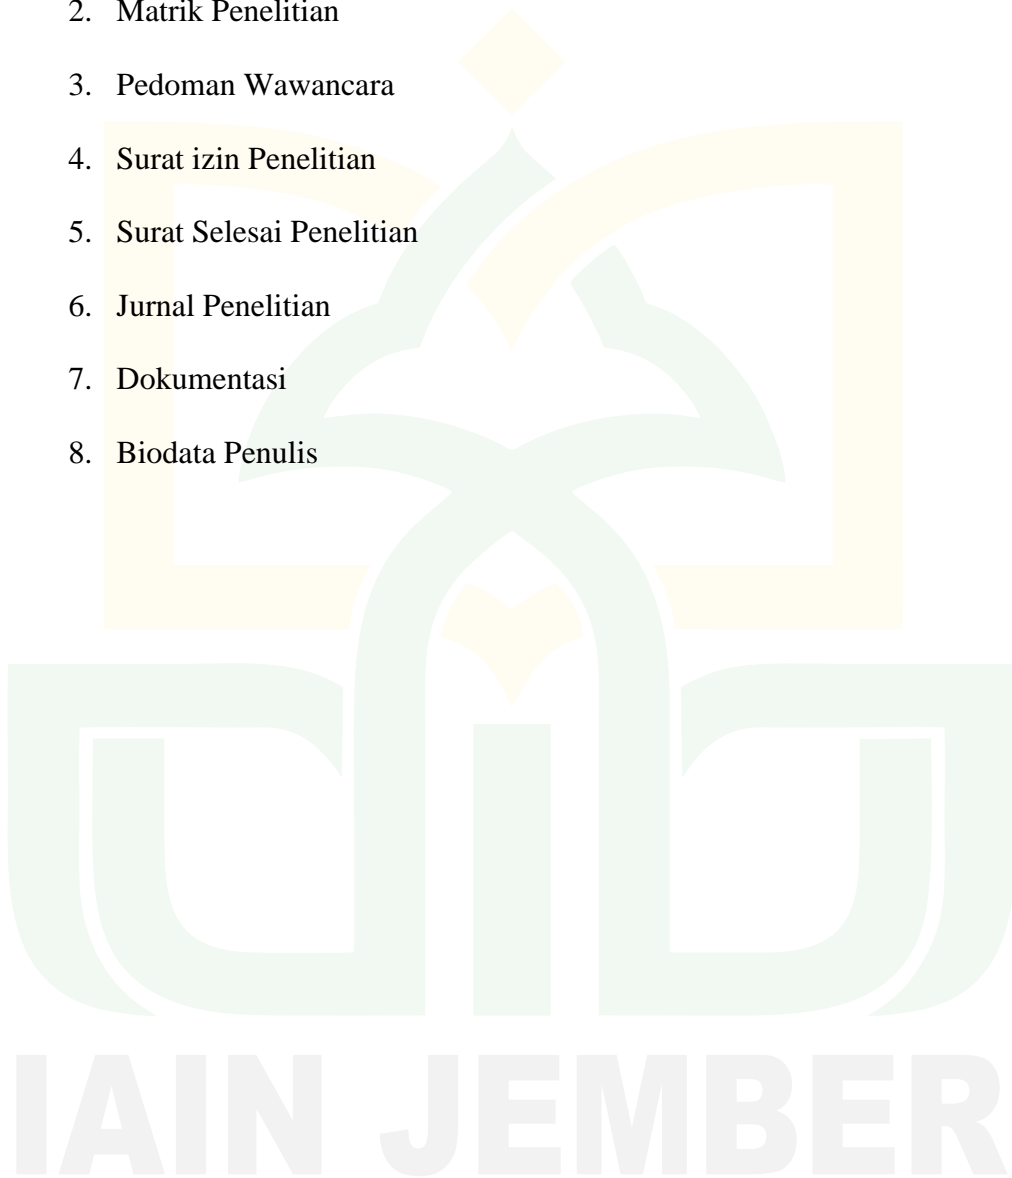 2. Matrik Penelitian
3. Pedoman Wawancara
4. Surat izin Penelitian
5. Surat Selesai Penelitian
6. Jurnal Penelitian
7. Dokumentasi
8. Biodata Penulis
IAIN JEMBER